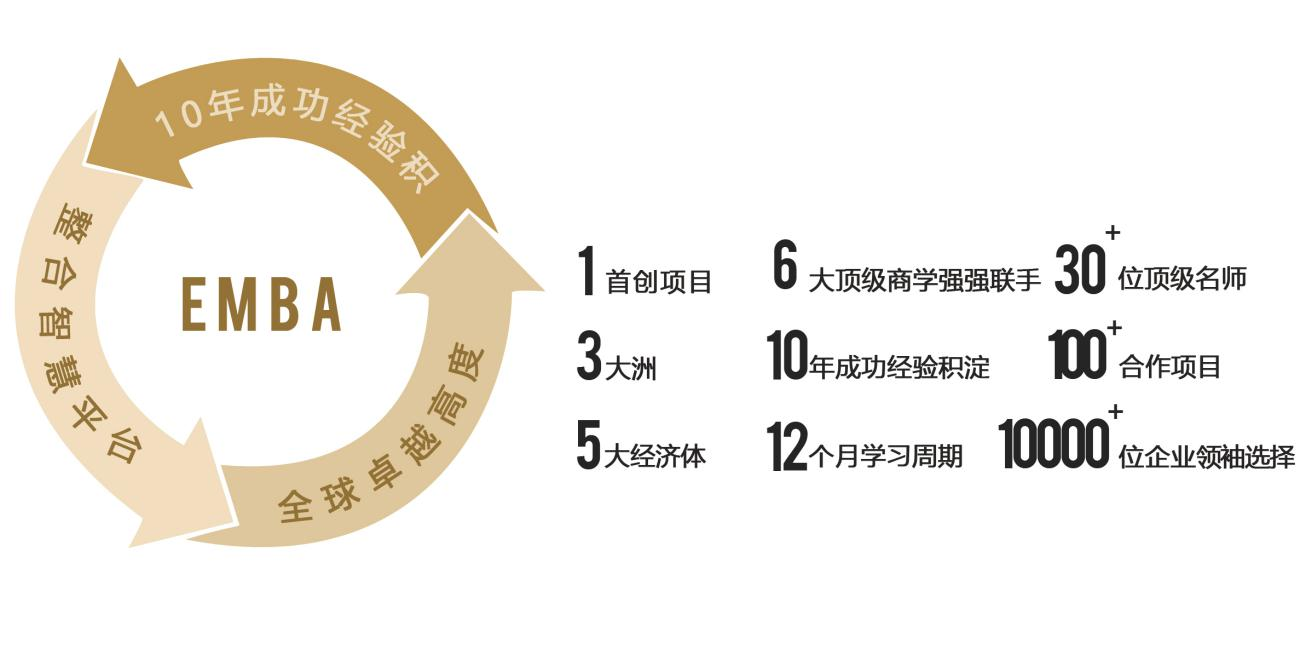 10年成功经验积
整合智慧平台
全球卓越高度
EMBA
1 首创项目
6 大顶级商学强强联手
30+ 位顶级名师
3 大洲
10 年成功经验积淀
100+ 合作项目
5 大经济体
12 个月学习周期
10000+ 位企业领袖选择